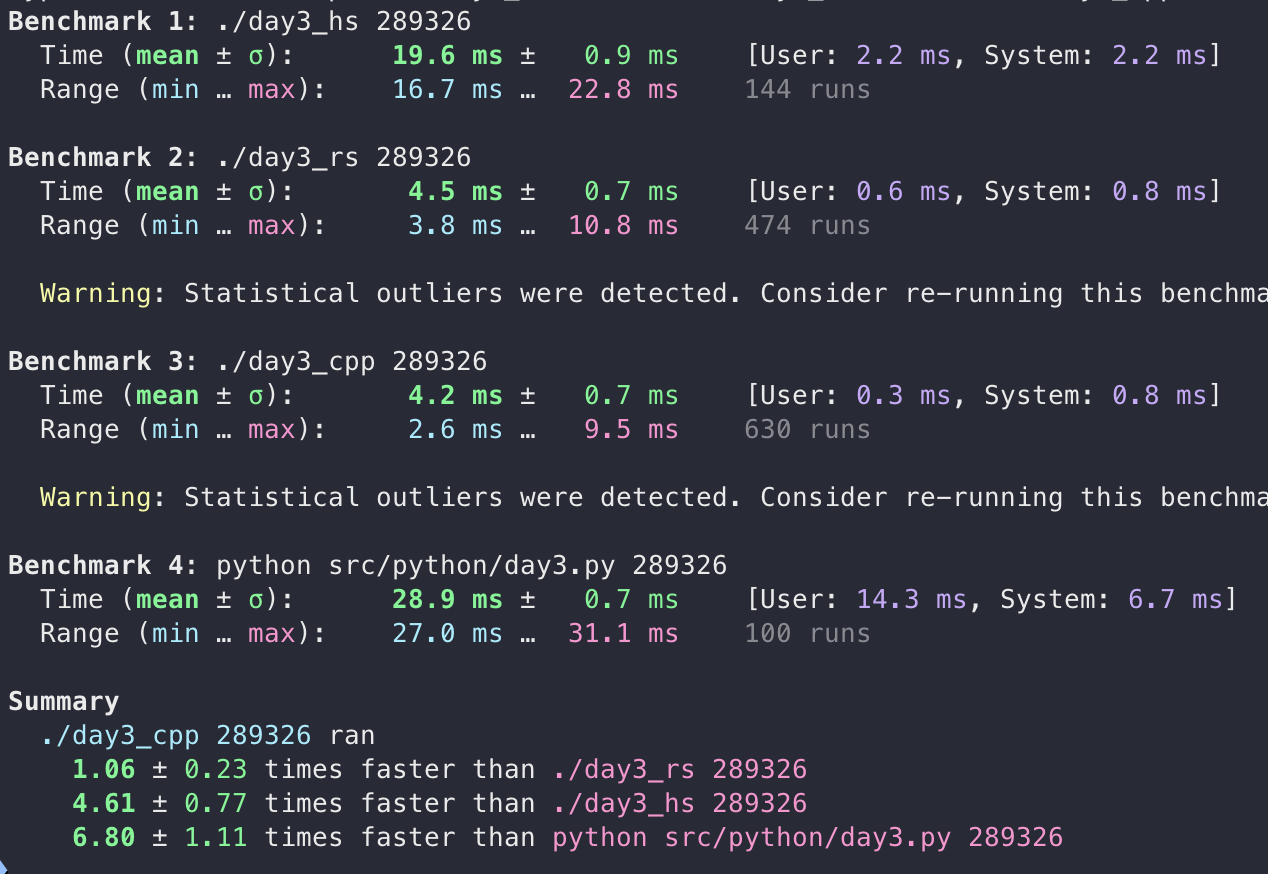 Benchmark 1: ./day3_hs 289326
Time (mean ± σ): 19.6 ms ± 0.9 ms [User: 2.2 ms, System: 2.2 ms]
Range (min … max): 16.7 ms … 22.8 ms 144 runs
Benchmark 2: ./day3_rs 289326
Time (mean ± σ): 4.5 ms ± 0.7 ms [User: 0.6 ms, System: 0.8 ms]
Range (min … max): 3.8 ms … 10.8 ms 474 runs
Warning: Statistical outliers were detected. Consider re-running this benchma
Benchmark 3: ./day3_cpp 289326
Time (mean ± σ): 4.2 ms ± 0.7 ms [User: 0.3 ms, System: 0.8 ms]
Range (min … max): 2.6 ms … 9.5 ms 630 runs
Warning: Statistical outliers were detected. Consider re-running this benchma
Benchmark 4: python src/python/day3.py 289326
Time (mean ± σ): 28.9 ms ± 0.7 ms [User: 14.3 ms, System: 6.7 ms]
Range (min … max): 27.0 ms … 31.1 ms 100 runs
Summary
./day3_cpp 289326 ran
1.06 ± 0.23 times faster than ./day3_rs 289326
4.61 ± 0.77 times faster than ./day3_hs 289326
6.80 ± 1.11 times faster than python src/python/day3.py 289326